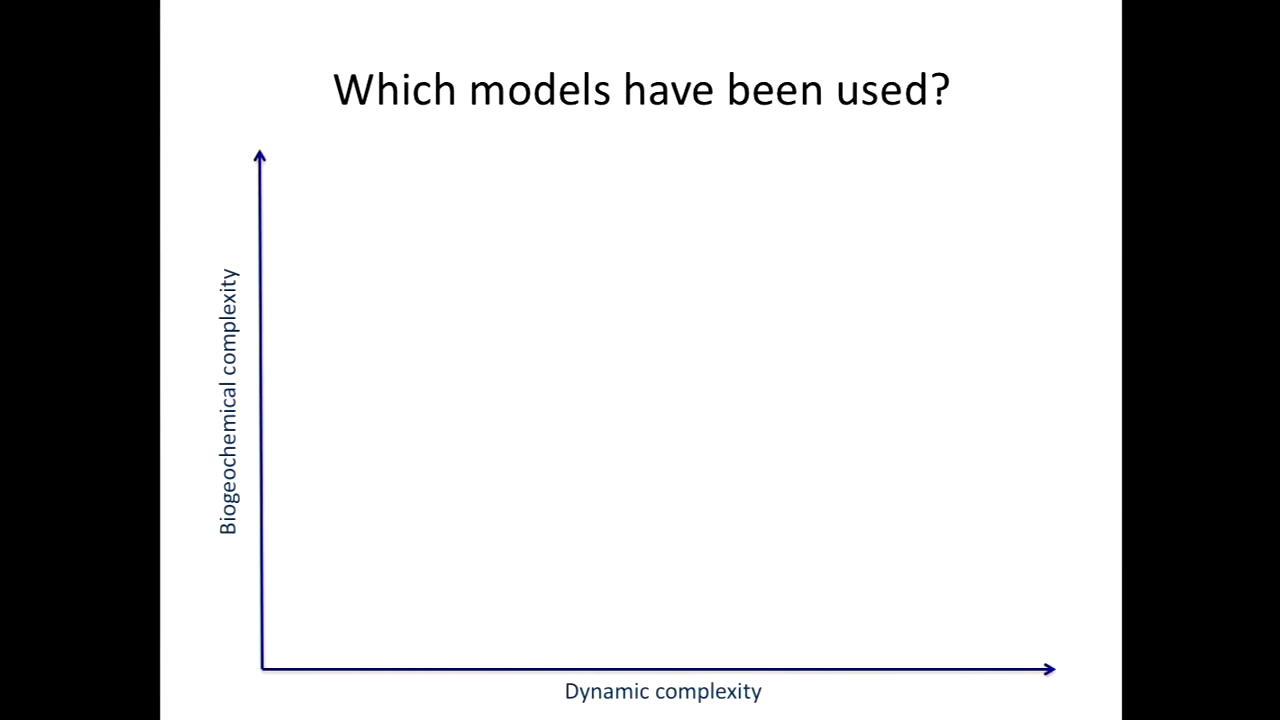 Which models have been used?
Biogeochemical complexity
Dynamic complexity